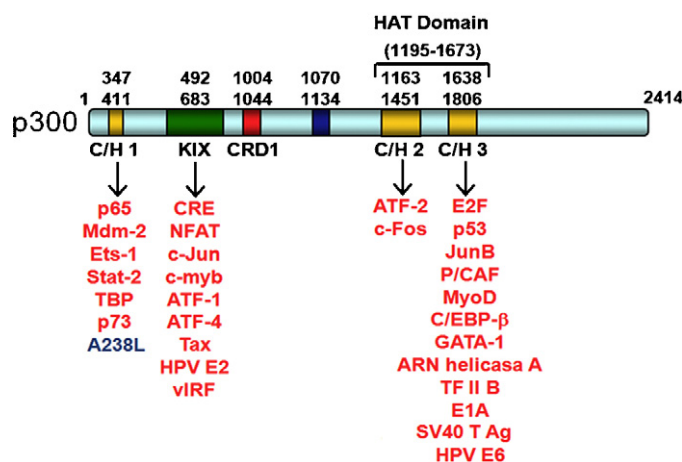 HAT Domain
(1195-1673)
347 492 1004 1070 1163 1638
1 411 683 1044 1134 1451 1806 2414
p300
C/H 1 KIX CRD1 C/H 2 C/H 3
p65 CRE ATF-2 E2F
Mdm-2 NFAT c-Fos p53
Ets-1 c-Jun JunB
Stat-2 c-myb P/CAF
TBP ATF-1 MyoD
p73 ATF-4 C/EBP-β
A238L Tax GATA-1
HPV E2 ARN helicasa A
vIRF TF II B
E1A
SV40 T Ag
HPV E6